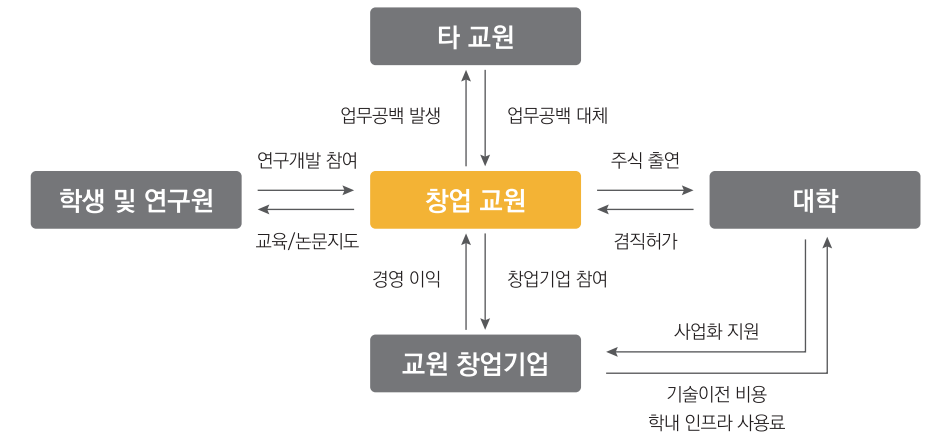 타 교원
업무공백 발생
업무공백 대체
연구개발 참여
주식 출연
학생 및 연구원
창업 교원
대학
교육/논문지도
겸직허가
경영 이익
창업기업 참여
사업화 지원
교원 창업기업
기술이전 비용
학내 인프라 사용료